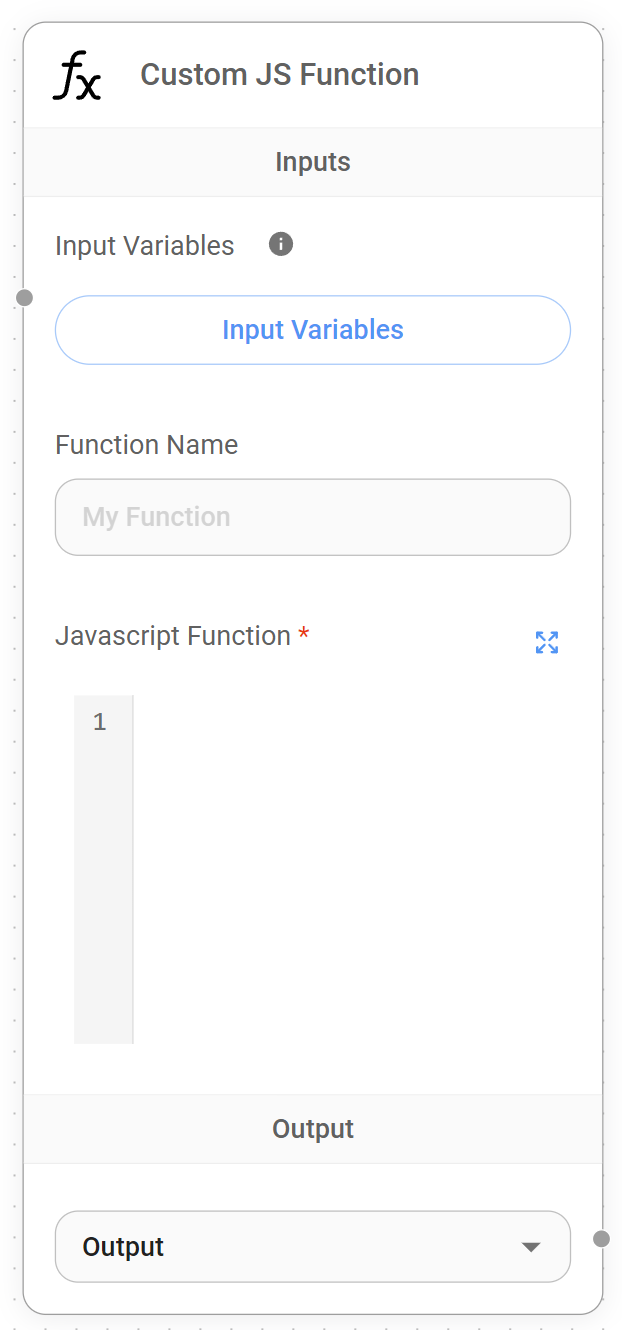 fx
Custom JS Function
Inputs
Input Variables
Input Variables
Function Name
My Function
Javascript Function *
1
Output
Output